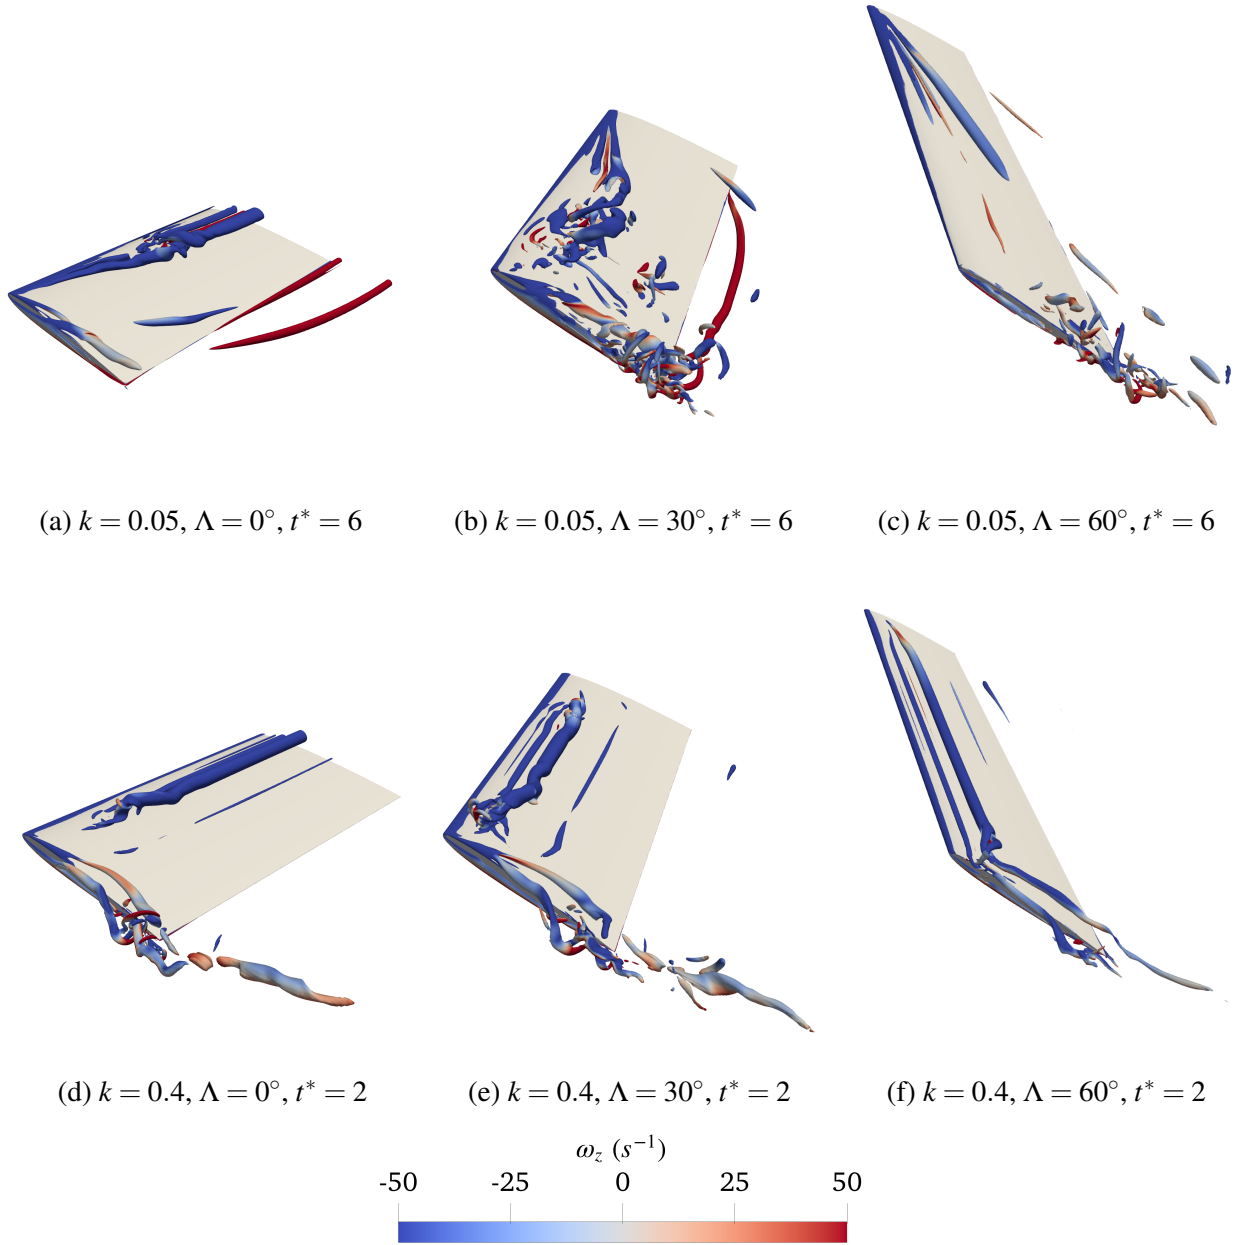 (a) k = 0.05, Λ = 0°, t* = 6
(b) k = 0.05, Λ = 30°, t* = 6
(c) k = 0.05, Λ = 60°, t* = 6
(d) k = 0.4, Λ = 0°, t* = 2
(e) k = 0.4, Λ = 30°, t* = 2
(f) k = 0.4, Λ = 60°, t* = 2
ω_z (s⁻¹)
-50 -25 0 25 50